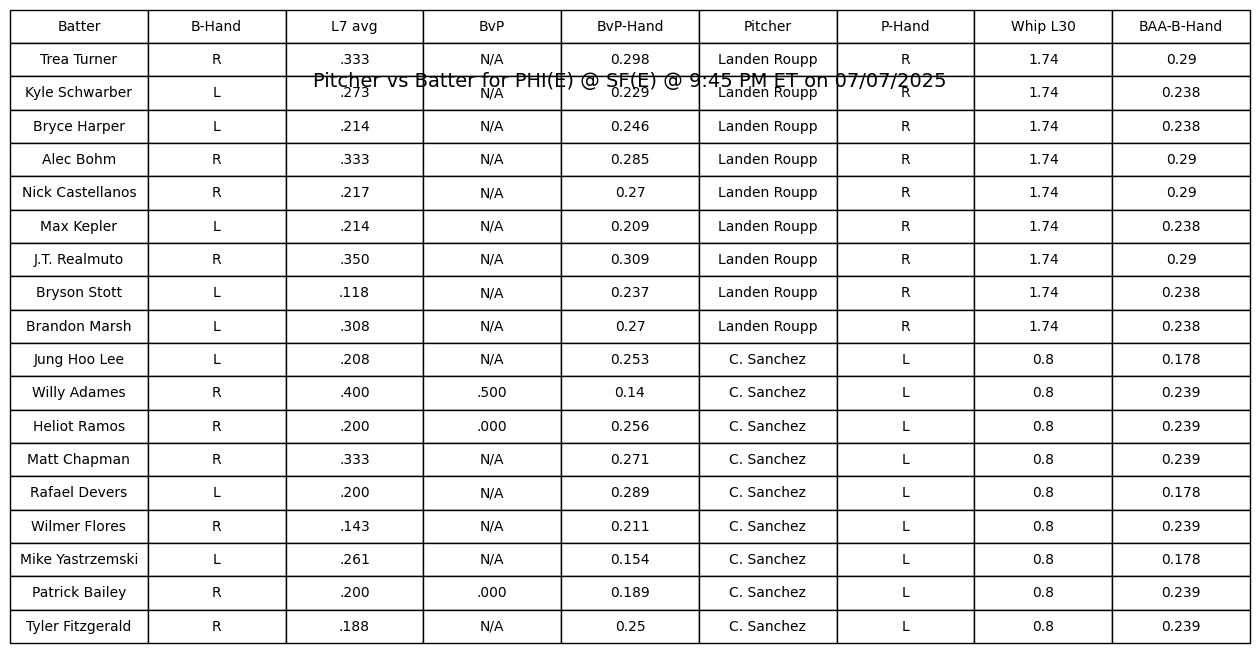 Batter B-Hand L7 avg BvP BvP-Hand Pitcher P-Hand Whip L30 BAA-B-Hand
Trea Turner R .333 N/A 0.298 Landen Roupp R 1.74 0.29
Pitcher vs Batter for PHI(E) @ SF(E) @ 9:45 PM ET on 07/07/2025
Kyle Schwarber L .273 N/A 0.229 Landen Roupp R 1.74 0.238
Bryce Harper L .214 N/A 0.246 Landen Roupp R 1.74 0.238
Alec Bohm R .333 N/A 0.285 Landen Roupp R 1.74 0.29
Nick Castellanos R .217 N/A 0.27 Landen Roupp R 1.74 0.29
Max Kepler L .214 N/A 0.209 Landen Roupp R 1.74 0.238
J.T. Realmuto R .350 N/A 0.309 Landen Roupp R 1.74 0.29
Bryson Stott L .118 N/A 0.237 Landen Roupp R 1.74 0.238
Brandon Marsh L .308 N/A 0.27 Landen Roupp R 1.74 0.238
Jung Hoo Lee L .208 N/A 0.253 C. Sanchez L 0.8 0.178
Willy Adames R .400 .500 0.14 C. Sanchez L 0.8 0.239
Heliot Ramos R .200 .000 0.256 C. Sanchez L 0.8 0.239
Matt Chapman R .333 N/A 0.271 C. Sanchez L 0.8 0.239
Rafael Devers L .200 N/A 0.289 C. Sanchez L 0.8 0.178
Wilmer Flores R .143 N/A 0.211 C. Sanchez L 0.8 0.239
Mike Yastrzemski L .261 N/A 0.154 C. Sanchez L 0.8 0.178
Patrick Bailey R .200 .000 0.189 C. Sanchez L 0.8 0.239
Tyler Fitzgerald R .188 N/A 0.25 C. Sanchez L 0.8 0.239